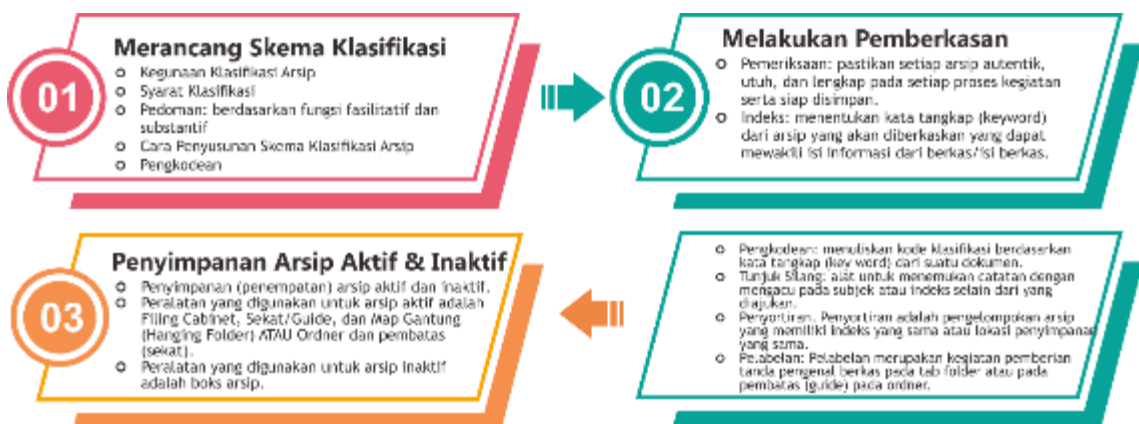 01
Merancang Skema Klasifikasi
Kegunaan Klasifikasi Arsip
Syarat Klasifikasi
Pedoman: berdasarkan fungsi fasilitatif dan
substantif
Cara Penyusunan Skema Klasifikasi Arsip
Pengkodean
02
Melakukan Pemberkasan
Pemeriksaan: pastikan setiap arsip autentik,
utuh, dan lengkap pada setiap proses kegiatan
serta siap disimpan.
Indeks: menentukan kata tangkap (keyword)
dari arsip yang akan diberkaskan yang dapat
mewakili isi informasi dari berkas/isi berkas.
Pengkodean: menuliskan kode klasifikasi berdasarkan
kata tangkap (key word) dari suatu dokumen.
Tunjuk Silang: alat untuk menemukan catatan dengan
mengacu pada subjek atau indeks selain dari yang
diajukan.
Penyortiran. Penyortiran adalah pengelompokan arsip
yang memiliki indeks yang sama atau lokasi penyimpanan
yang sama.
Pelabelan: Pelabelan merupakan kegiatan pemberian
tanda pengenal berkas pada tab folder atau pada
pembatas (guide) pada ordner.
03
Penyimpanan Arsip Aktif & Inaktif
Penyimpanan (penempatan) arsip aktif dan inaktif.
Peralatan yang digunakan untuk arsip aktif adalah
Filing Cabinet, Sekat/Guide, dan Map Gantung
(Hanging Folder) ATAU Ordner dan pembatas
(sekat).
Peralatan yang digunakan untuk arsip inaktif
adalah boks arsip.